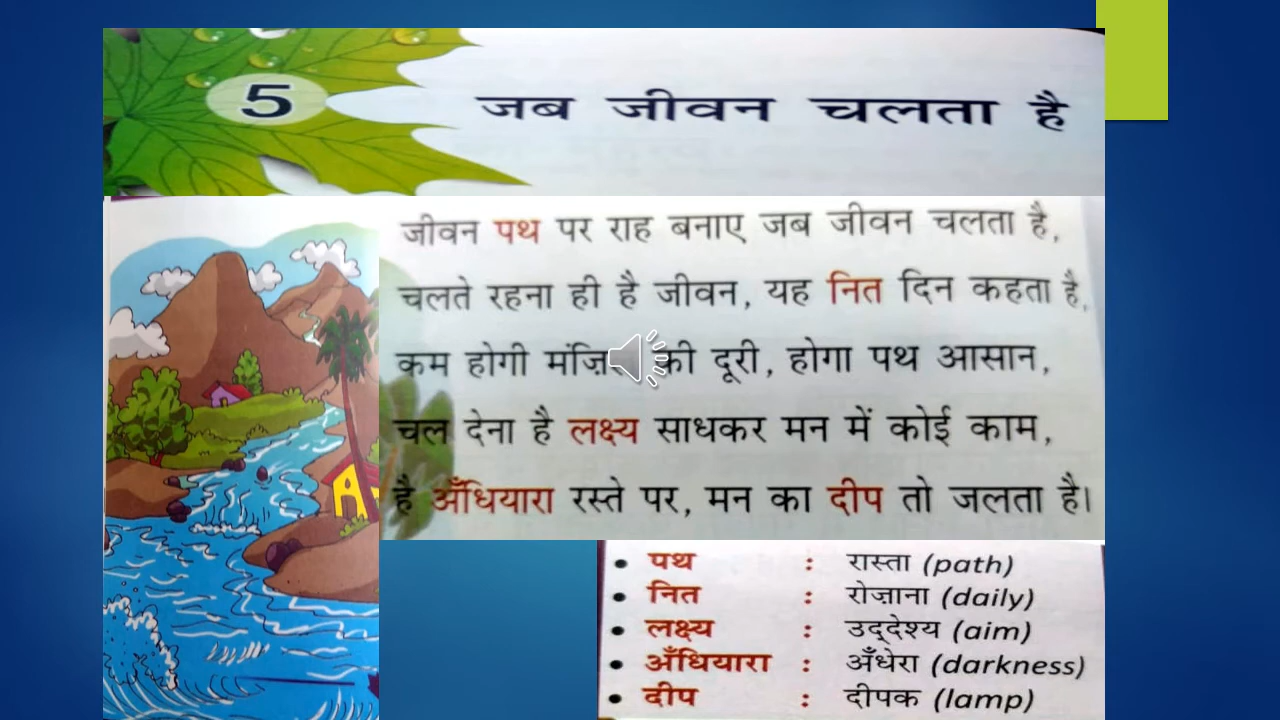 5
जब जीवन चलता है
जीवन पथ पर राह बनाए जब जीवन चलता है,
चलते रहना ही है जीवन, यह नित दिन कहता है,
कम होगी की दूरी, होगा पथ आसान,
चल देना है लक्ष्य साधकर मन में कोई काम,
है अँधियारा रस्ते पर, मन का दीप तो जलता है।
• पथ : रास्ता (path)
• नित : रोज़ाना (daily)
• लक्ष्य : उद्देश्य (aim)
• अँधियारा : अँधेरा (darkness)
• दीप : दीपक (lamp)